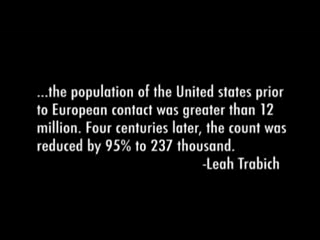 ...the population of the United states prior
to European contact was greater than 12
million. Four centuries later, the count was
reduced by 95% to 237 thousand.
-Leah Trabich